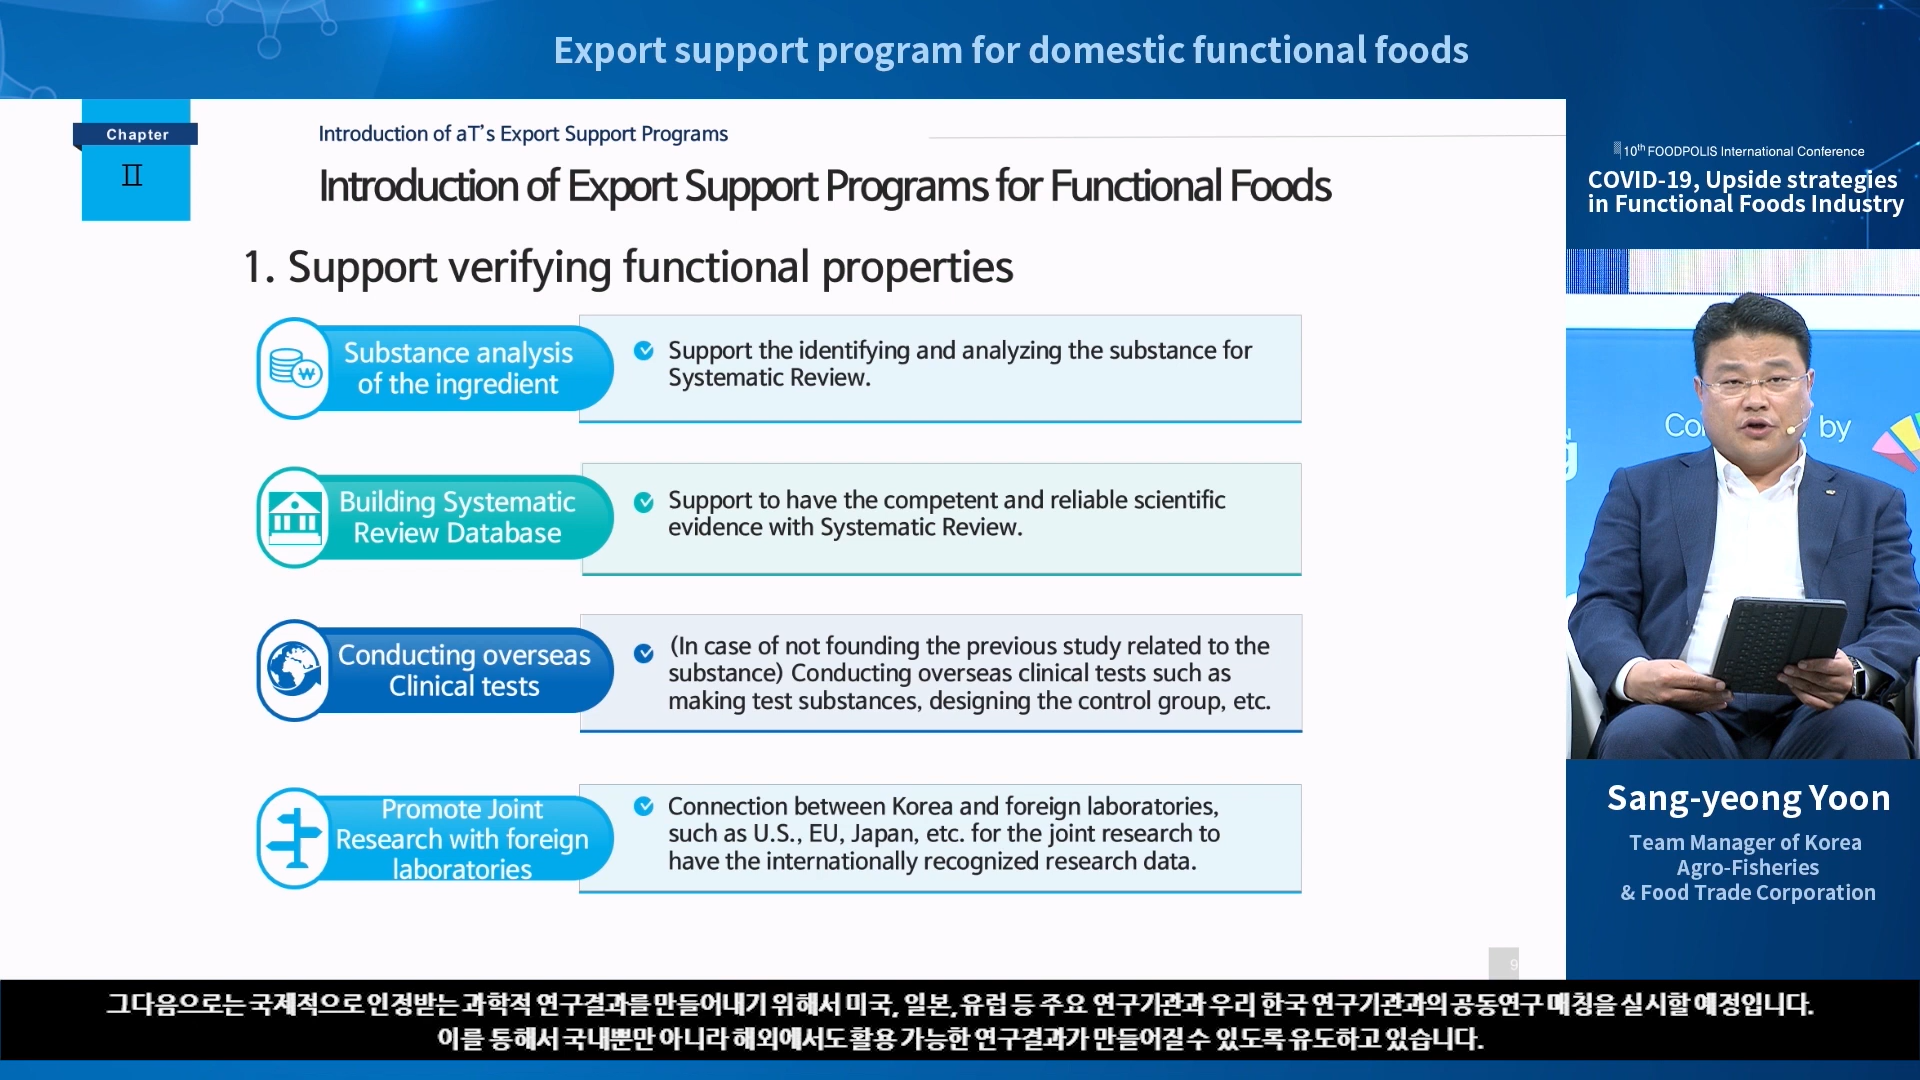 Export support program for domestic functional foods
Chapter
Ⅱ
Introduction of aT's Export Support Programs
Introduction of Export Support Programs for Functional Foods
1. Support verifying functional properties
Substance analysis
of the ingredient
Support the identifying and analyzing the substance for
Systematic Review.
Building Systematic
Review Database
Support to have the competent and reliable scientific
evidence with Systematic Review.
Conducting overseas
Clinical tests
(In case of not founding the previous study related to the
substance) Conducting overseas clinical tests such as
making test substances, designing the control group, etc.
Promote Joint
Research with foreign
laboratories
Connection between Korea and foreign laboratories,
such as U.S., EU, Japan, etc. for the joint research to
have the internationally recognized research data.
9
10th FOODPOLIS International Conference
COVID-19, Upside strategies
in Functional Foods Industry
by
Sang-yeong Yoon
Team Manager of Korea
Agro-Fisheries
& Food Trade Corporation
그다음으로는 국제적으로 인정받는 과학적 연구결과를 만들어내기 위해서 미국, 일본, 유럽 등 주요 연구기관과 우리 한국 연구기관과의 공동연구 매칭을 실시할 예정입니다.
이를 통해서 국내뿐만 아니라 해외에서도 활용 가능한 연구결과가 만들어질 수 있도록 유도하고 있습니다.